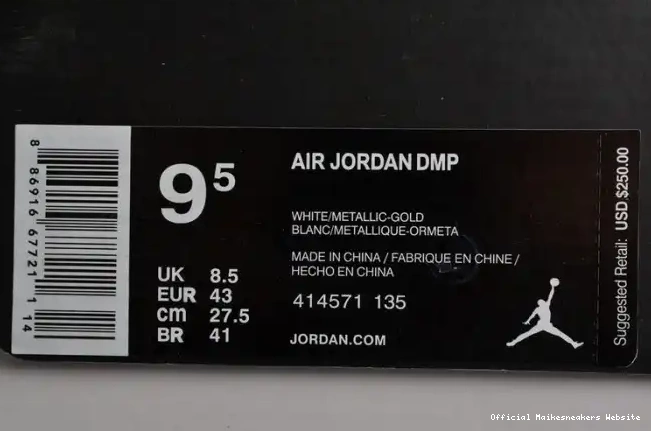 8 86916 67721 1 14
9 5
UK 8.5
EUR 43
cm 27.5
BR 41
AIR JORDAN DMP
WHITE/METALLIC-GOLD
BLANC/METALLIQUE-ORMETA
MADE IN CHINA / FABRIQUE EN CHINE /
HECHO EN CHINA
414571 135
JORDAN.COM
Suggested Retail: USD $250.00
Official Maikesneakers Website